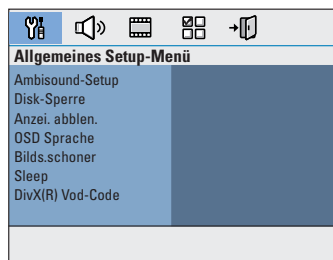 Allgemeines Setup-Menü
Ambisound-Setup
Disk-Sperre
Anzei. abblen.
OSD Sprache
Bilds.schoner
Sleep
DivX(R) Vod-Code